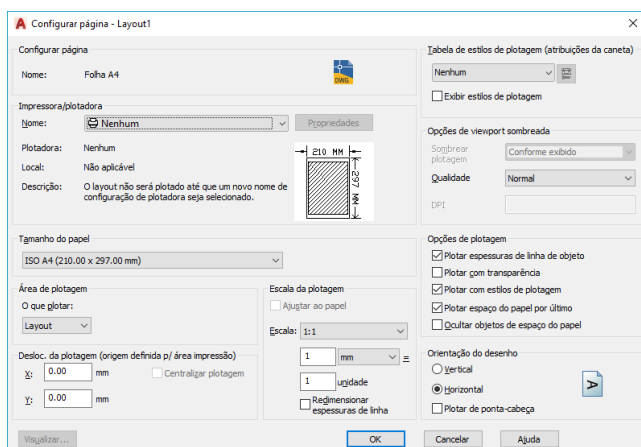 Configurar página - Layout1
Configurar página
Nome: Folha A4
DWG
Impressora/plotadora
Nome: Nenhum Propriedades
Plotadora: Nenhum
Local: Não aplicável
Descrição: O layout não será plotado até que um novo nome de
configuração de plotadora seja selecionado.
210 MM
297 MM
Tamanho do papel
ISO A4 (210.00 x 297.00 mm)
Área de plotagem
O que plotar:
Layout
Desloc. da plotagem (origem definida p/ área impressão)
X: 0.00 mm Centralizar plotagem
Y: 0.00 mm
Escala da plotagem
Ajustar ao papel
Escala: 1:1
1 mm =
1 unidade
Redimensionar
espessuras de linha
Tabela de estilos de plotagem (atribuições da caneta)
Nenhum
Exibir estilos de plotagem
Opções de viewport sombreada
Sombrear
plotagem
Conforme exibido
Qualidade Normal
DPI
Opções de plotagem
Plotar espessuras de linha de objeto
Plotar com transparência
Plotar com estilos de plotagem
Plotar espaço do papel por último
Ocultar objetos de espaço do papel
Orientação do desenho
Vertical
Horizontal
Plotar de ponta-cabeça
A
Visualizar... OK Cancelar Ajuda